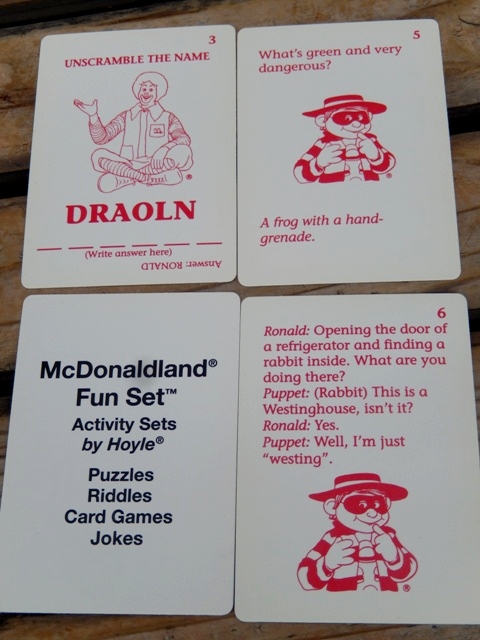 3
UNSCRAMBLE THE NAME
®
DRAOLN
(Write answer here)
Answer: RONALD
5
What's green and very
dangerous?
®
A frog with a hand-
grenade.
McDonaldland®
Fun Set™
Activity Sets
by Hoyle®
Puzzles
Riddles
Card Games
Jokes
6
Ronald: Opening the door of
a refrigerator and finding a
rabbit inside. What are you
doing there?
Puppet: (Rabbit) This is a
Westinghouse, isn't it?
Ronald: Yes.
Puppet: Well, I'm just
"westing".
®